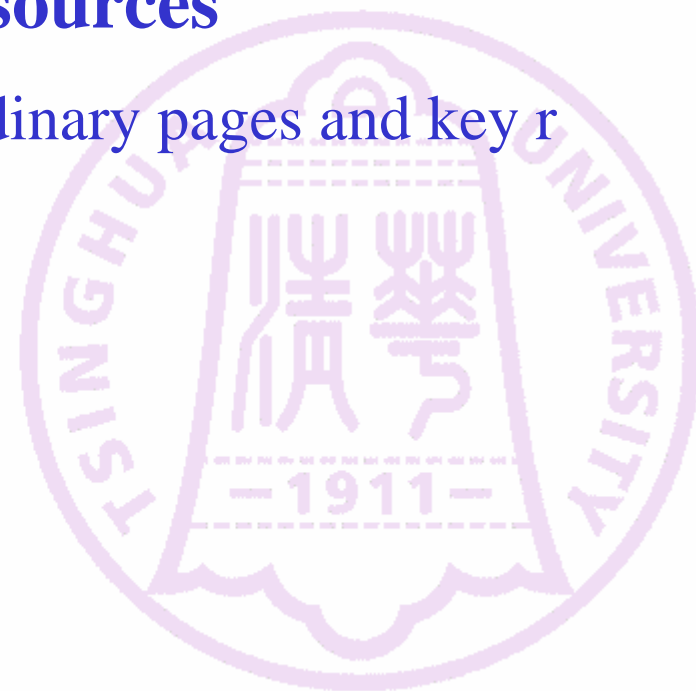 sources
dinary pages and key r
TSINGHUA UNIVERSITY
清華
1911